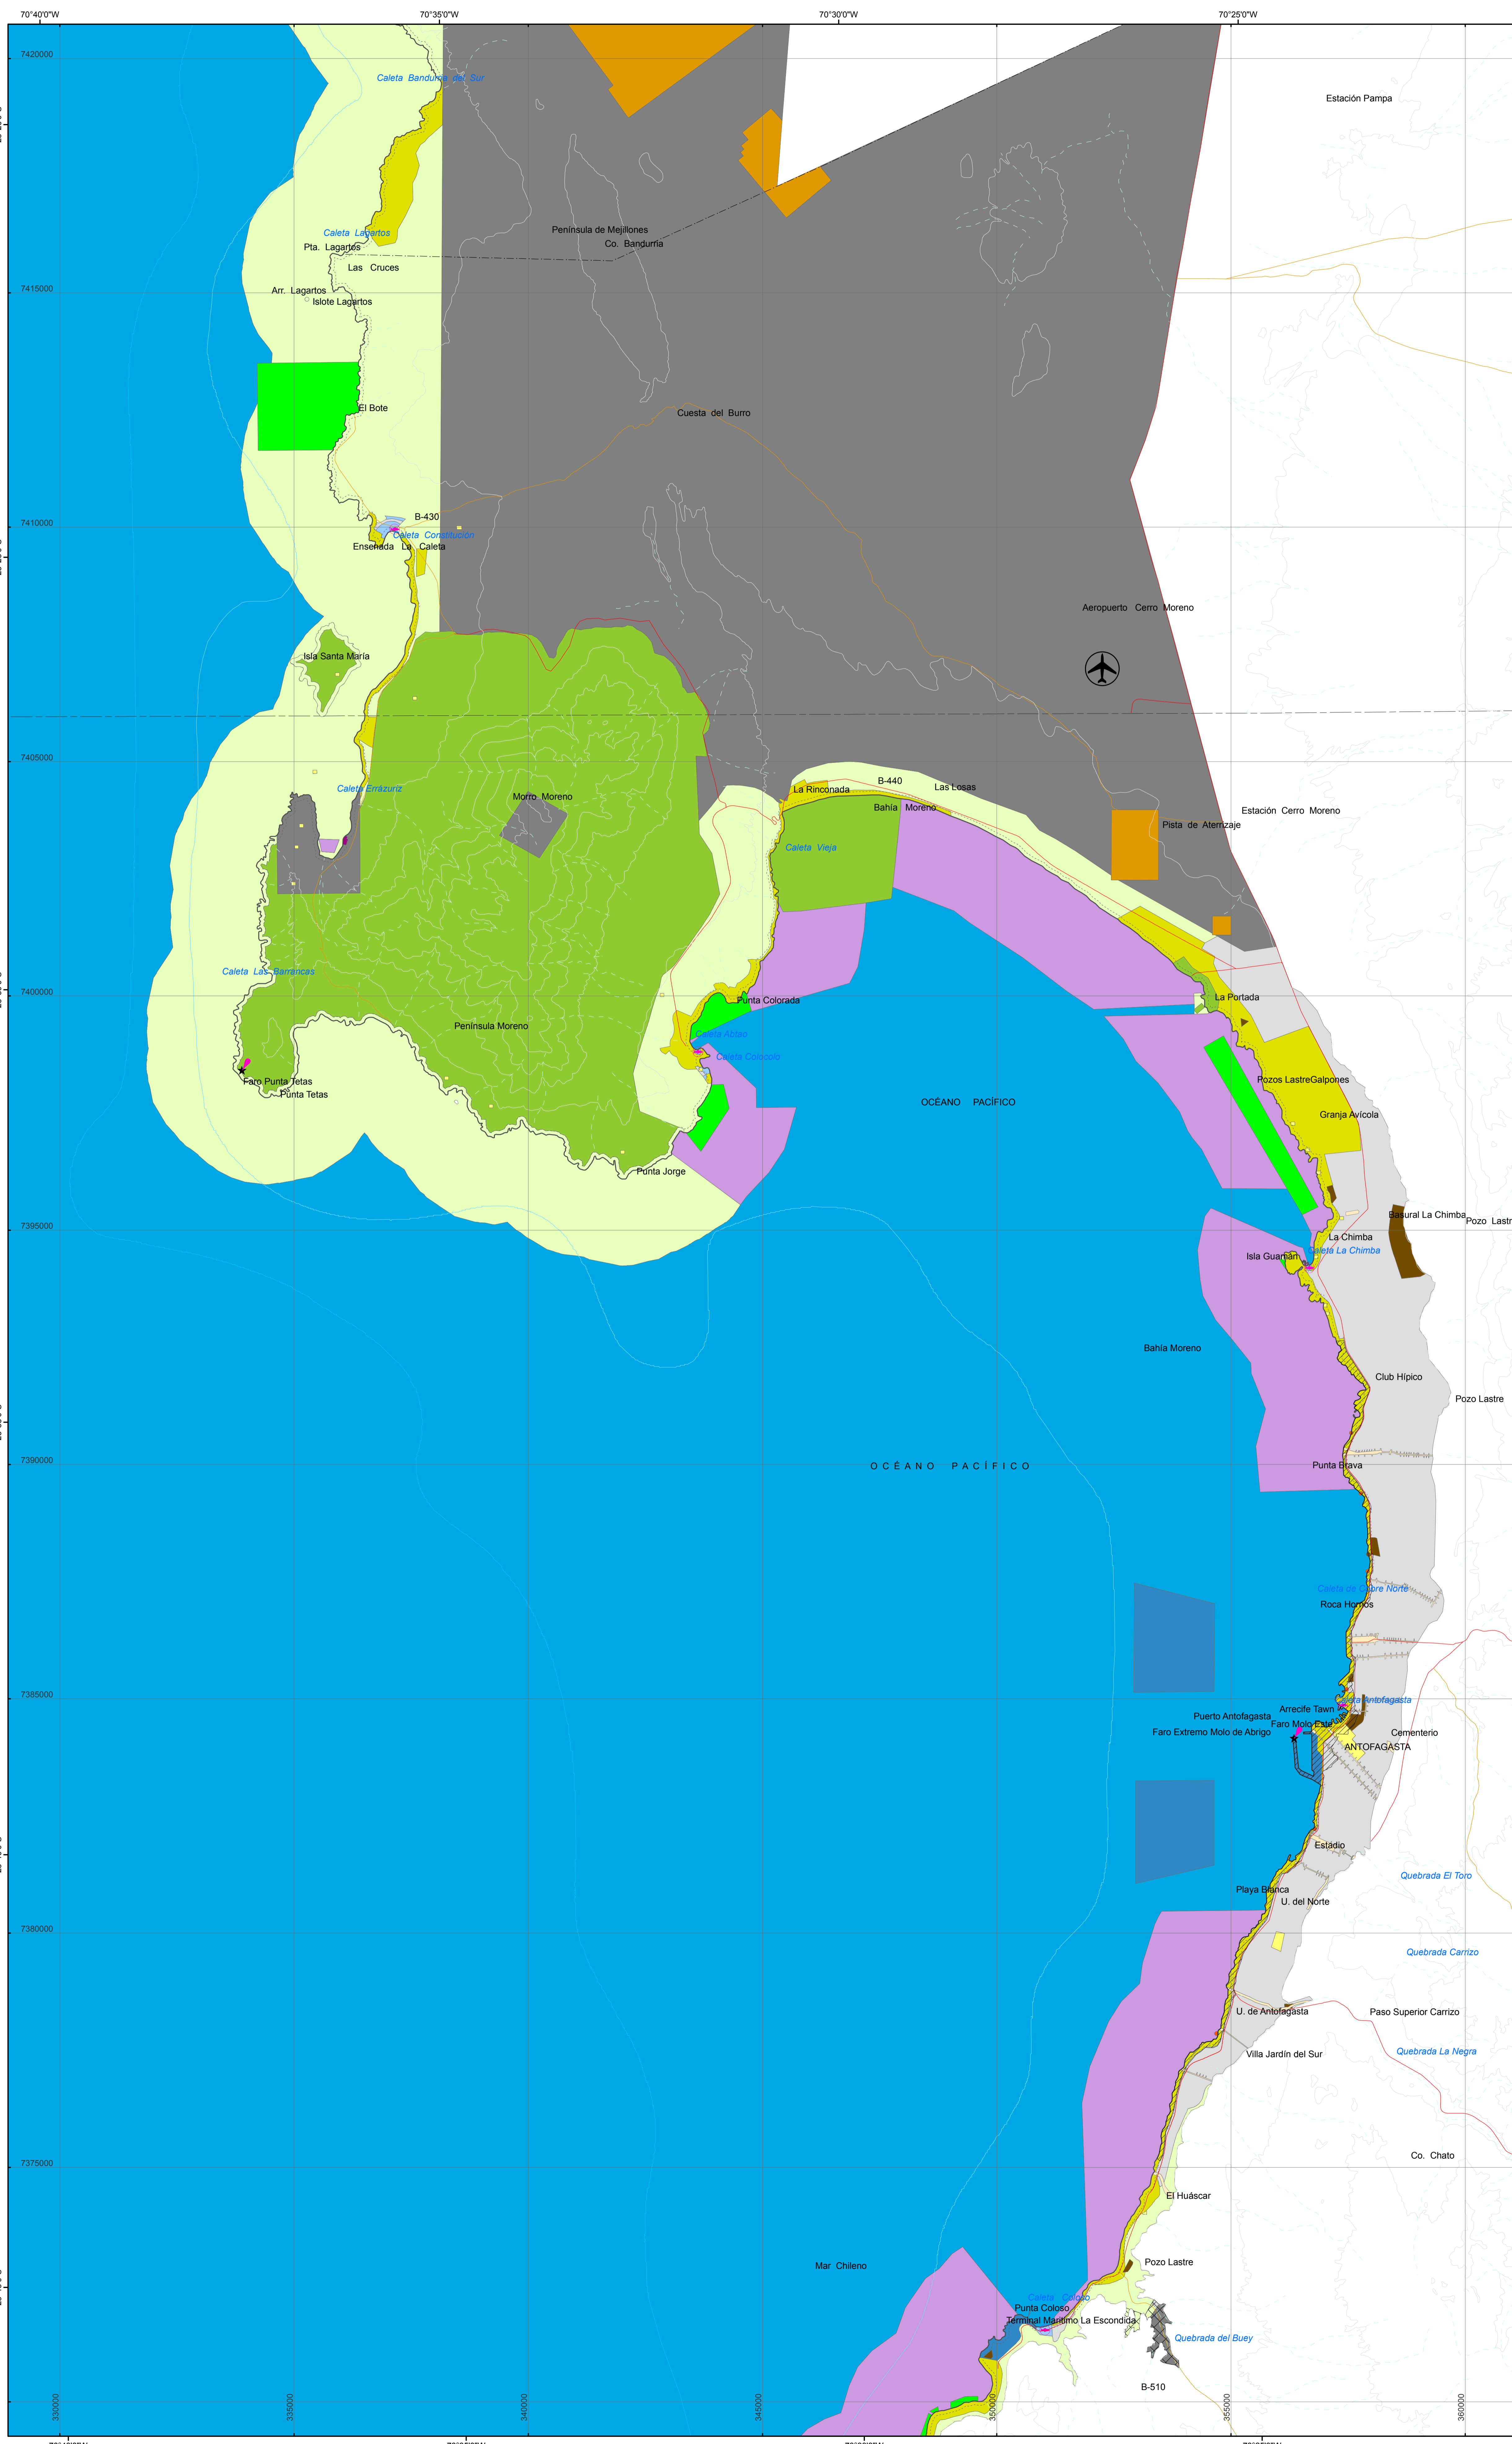 70°40'0"W 70°35'0"W 70°30'0"W 70°25'0"W
7420000
Caleta Bandurria del Sur
Estación Pampa
Caleta Lagartos
Península de Mejillones
Co. Bandurria
Pta. Lagartos
Las Cruces
7415000
Arr. Lagartos
Islote Lagartos
El Bote
Cuesta del Burro
B-430
7410000
Caleta Constitución
Ensenada La Caleta
Aeropuerto Cerro Moreno
Isla Santa María
7405000
Caleta Errázuriz
Morro Moreno
La Rinconada
B-440
Las Losas
Bahía Moreno
Estación Cerro Moreno
Pista de Aterrizaje
Caleta Vieja
Caleta Las Barrancas
7400000
Punta Colorada
La Portada
Península Moreno
Caleta Abtao
Caleta Colocolo
Faro Punta Tetas
Punta Tetas
OCÉANO PACÍFICO
Pozos Lastre
Galpones
Granja Avícola
Punta Jorge
7395000
Basural La Chimba
La Chimba
Caleta La Chimba
Isla Guamán
Bahía Moreno
Club Hípico
Pozo Lastre
7390000
OCÉANO PACÍFICO
Punta Brava
Caleta de Cobre Norte
Roca Hornos
7385000
Arrecife Tawn
Puerto Antofagasta
Faro Molo Este
Faro Extremo Molo de Abrigo
Cementerio
ANTOFAGASTA
Estadio
Quebrada El Toro
Playa Blanca
U. del Norte
7380000
Quebrada Carrizo
U. de Antofagasta
Paso Superior Carrizo
Quebrada La Negra
Villa Jardín del Sur
7375000
Co. Chato
El Huáscar
Mar Chileno
Pozo Lastre
Caleta Coloso
Punta Coloso
Terminal Marítimo La Escondida
Quebrada del Buey
B-510
330000 335000 340000 345000 350000 355000 360000